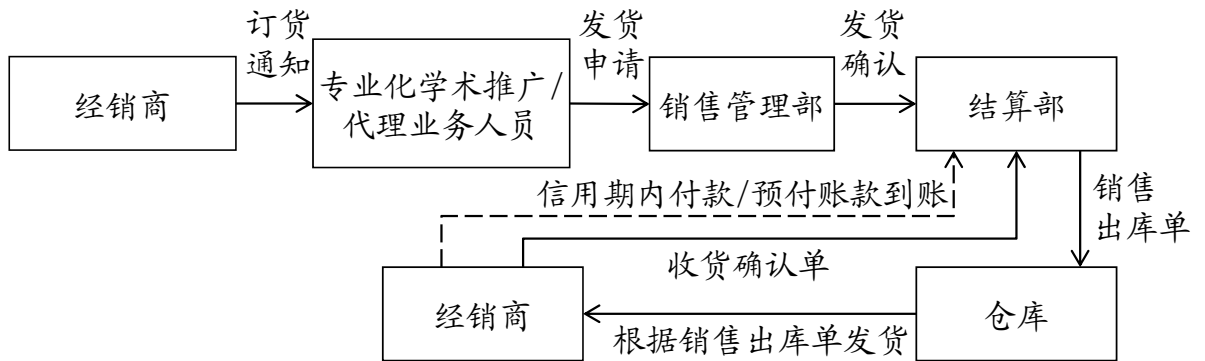 订货
通知
发货
申请
发货
确认
经销商
专业化学术推广/
代理业务人员
销售管理部
结算部
信用期内付款/预付账款到账
销售
出库单
收货确认单
经销商
仓库
根据销售出库单发货